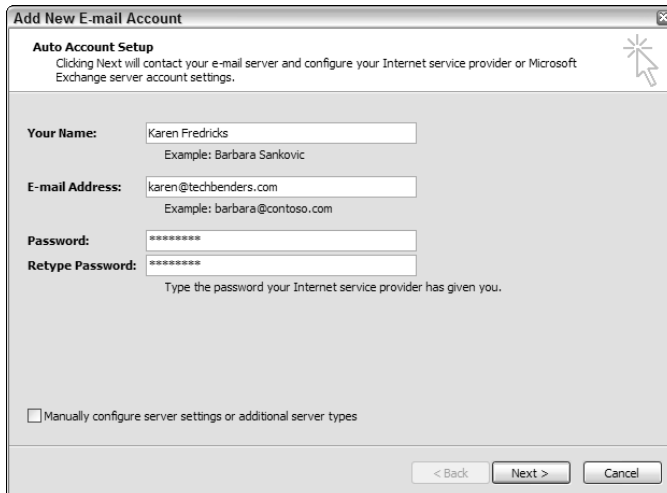 Add New E-mail Account
Auto Account Setup
Clicking Next will contact your e-mail server and configure your Internet service provider or Microsoft
Exchange server account settings.
Your Name:
Karen Fredricks
Example: Barbara Sankovic
E-mail Address:
karen@techbenders.com
Example: barbara@contoso.com
Password:
********
Retype Password:
********
Type the password your Internet service provider has given you.
Manually configure server settings or additional server types
< Back
Next >
Cancel